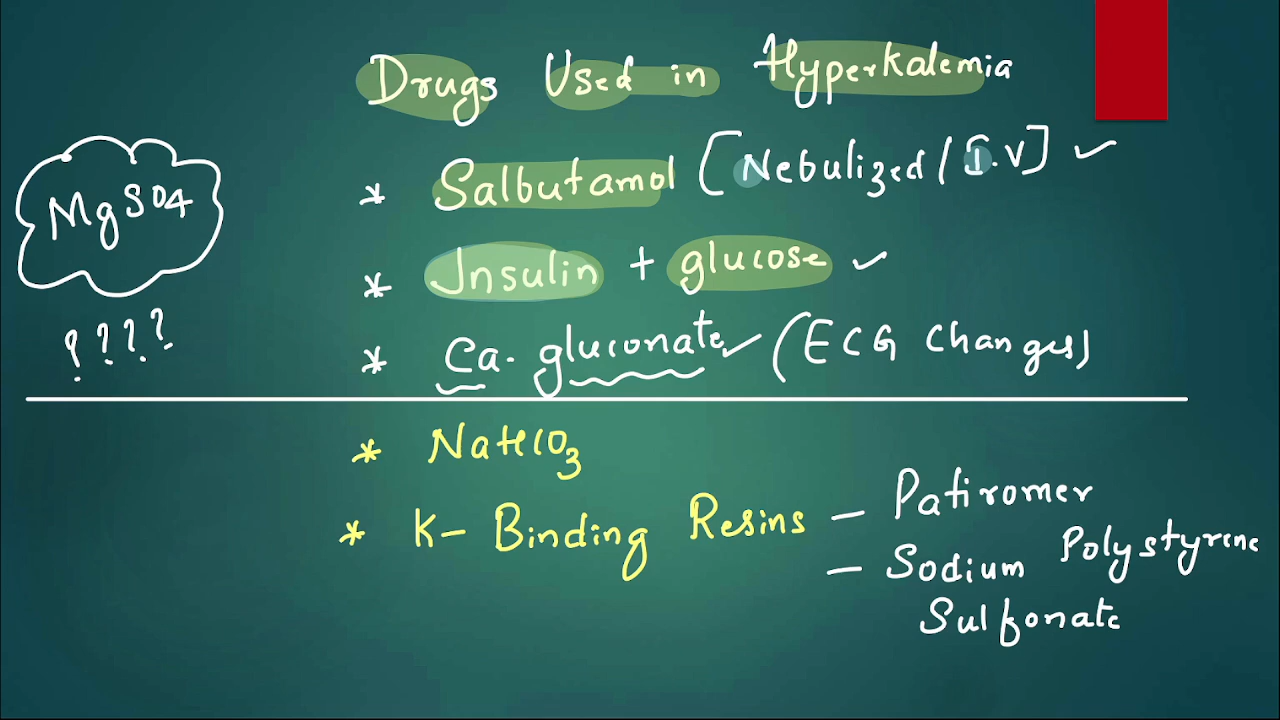 Drugs Used in Hyperkalemia
* Salbutamol [Nebulized / I.V] ✓
* Insulin + glucose ✓
* Ca. gluconate ✓ (ECG Changes)
MgSO4
????
* NaHCO3
* K- Binding Resins – Patiromer
– Sodium Polystyrene
Sulfonate